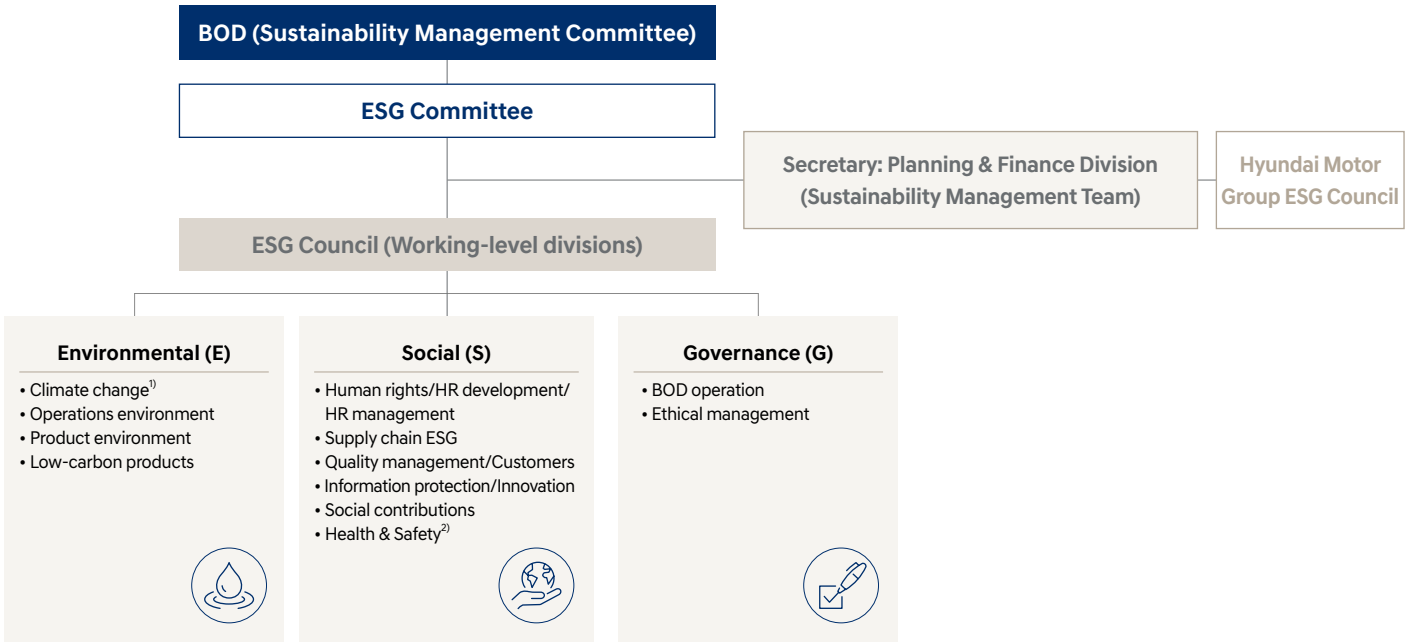 BOD (Sustainability Management Committee)
ESG Committee
Secretary: Planning & Finance Division
(Sustainability Management Team)
Hyundai Motor
Group ESG Council
ESG Council (Working-level divisions)
Environmental (E)
• Climate change1)
• Operations environment
• Product environment
• Low-carbon products
Social (S)
• Human rights/HR development/
HR management
• Supply chain ESG
• Quality management/Customers
• Information protection/Innovation
• Social contributions
• Health & Safety2)
Governance (G)
• BOD operation
• Ethical management